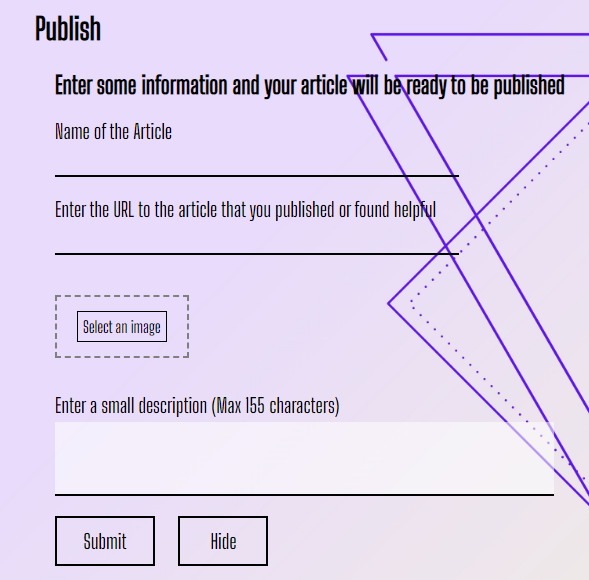 Publish
Enter some information and your article will be ready to be published
Name of the Article
Enter the URL to the article that you published or found helpful
Select an image
Enter a small description (Max 155 characters)
Submit
Hide